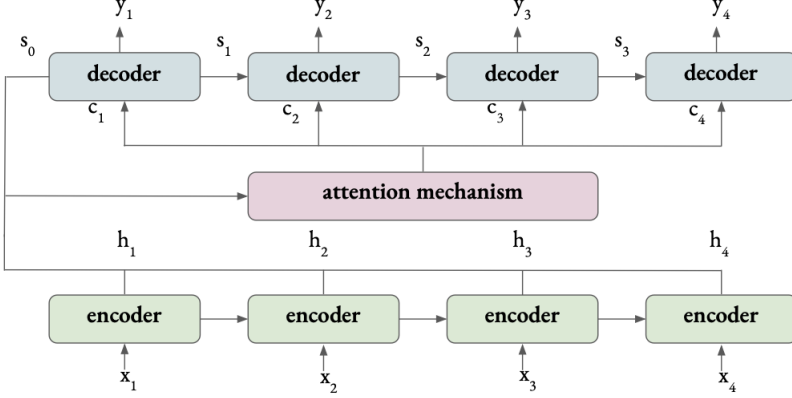 y1 y2 y3 y4
s0 s1 s2 s3
decoder decoder decoder decoder
c1 c2 c3 c4
attention mechanism
h1 h2 h3 h4
encoder encoder encoder encoder
x1 x2 x3 x4